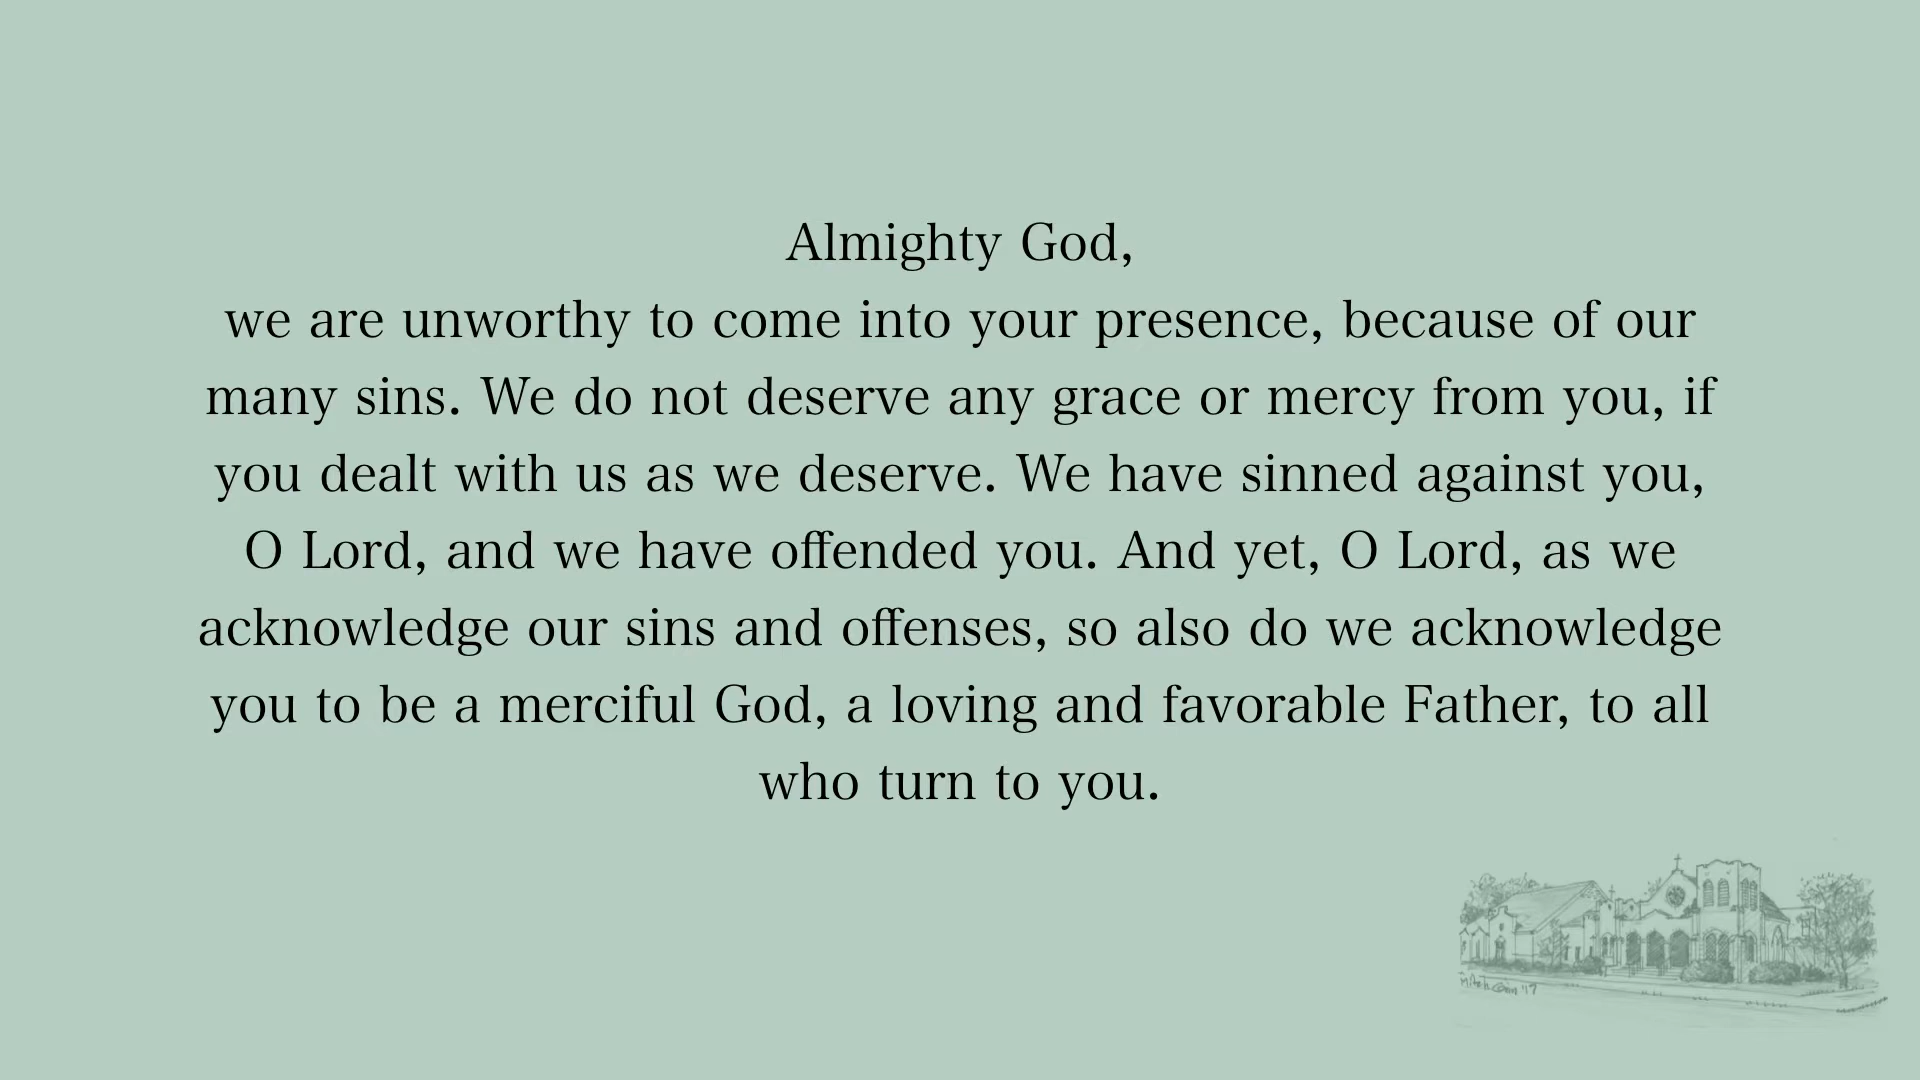 Almighty God,
we are unworthy to come into your presence, because of our
many sins. We do not deserve any grace or mercy from you, if
you dealt with us as we deserve. We have sinned against you,
O Lord, and we have offended you. And yet, O Lord, as we
acknowledge our sins and offenses, so also do we acknowledge
you to be a merciful God, a loving and favorable Father, to all
who turn to you.
'17